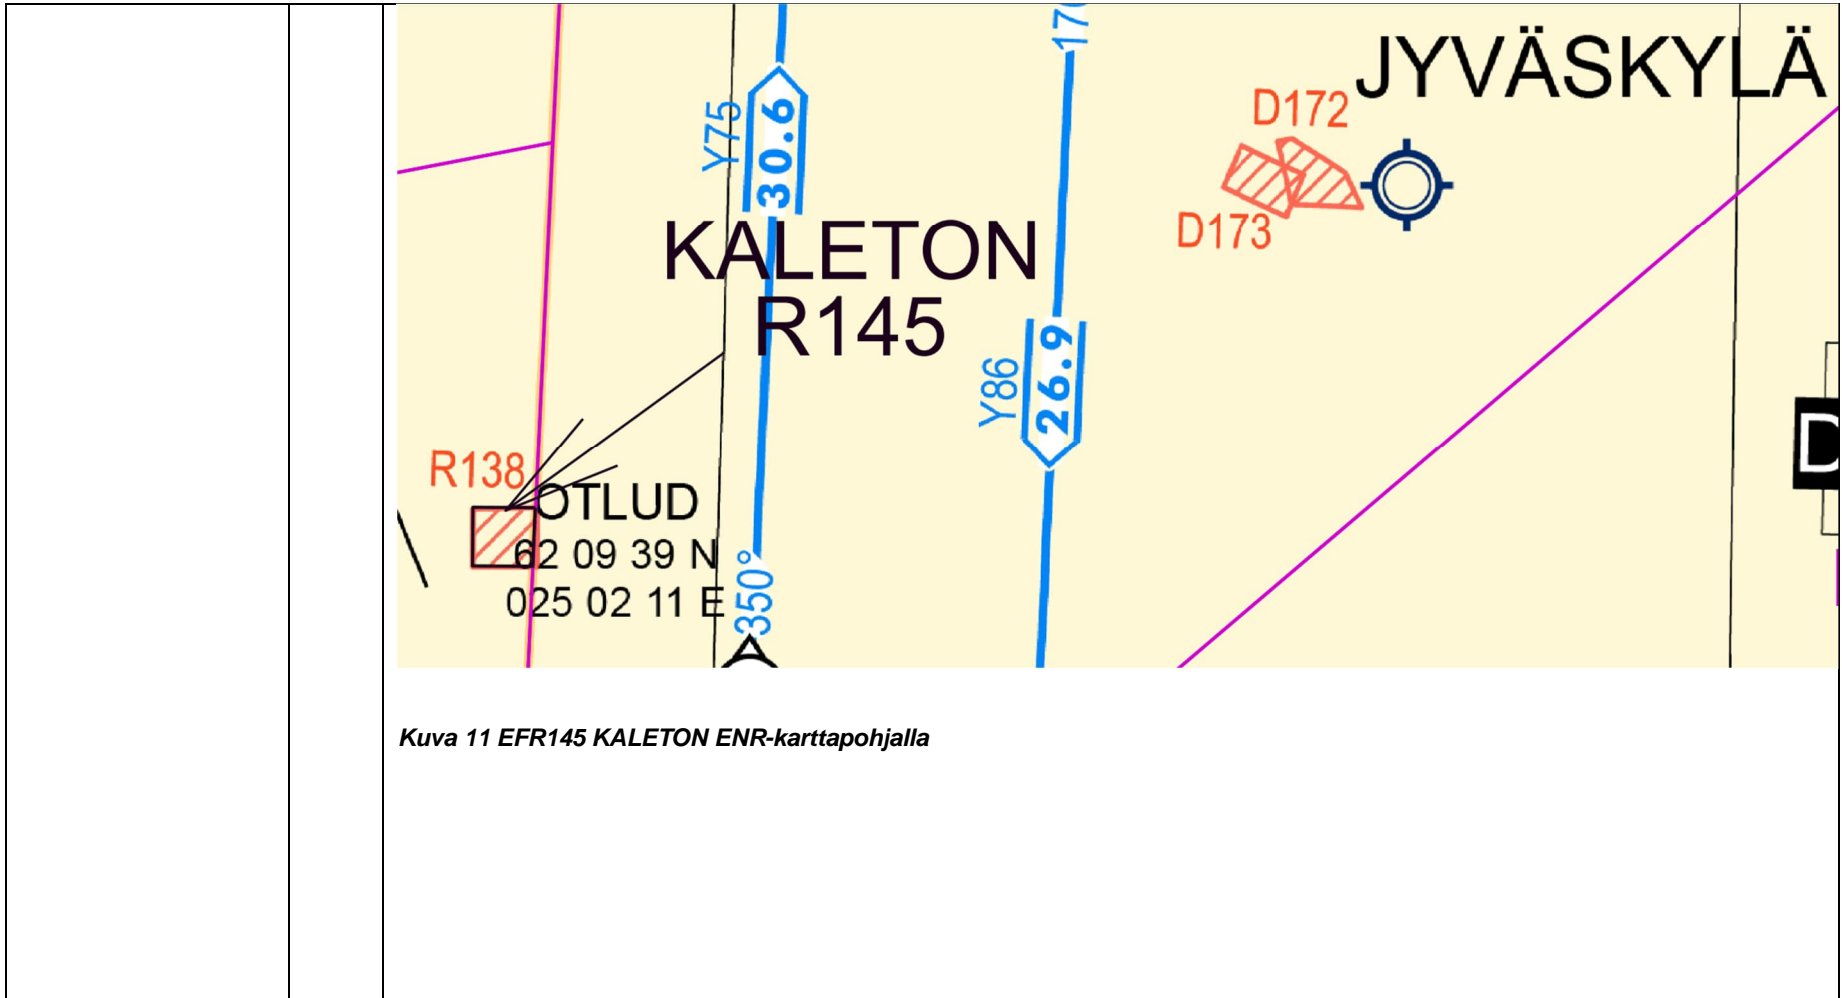 170
JYVÄSKYLÄ
D172
Y75
30.6
D173
KALETON
R145
26.9
Y86
D
R138
OTLUD
62 09 39 N
025 02 11 E
350°
Kuva 11 EFR145 KALETON ENR-karttapohjalla